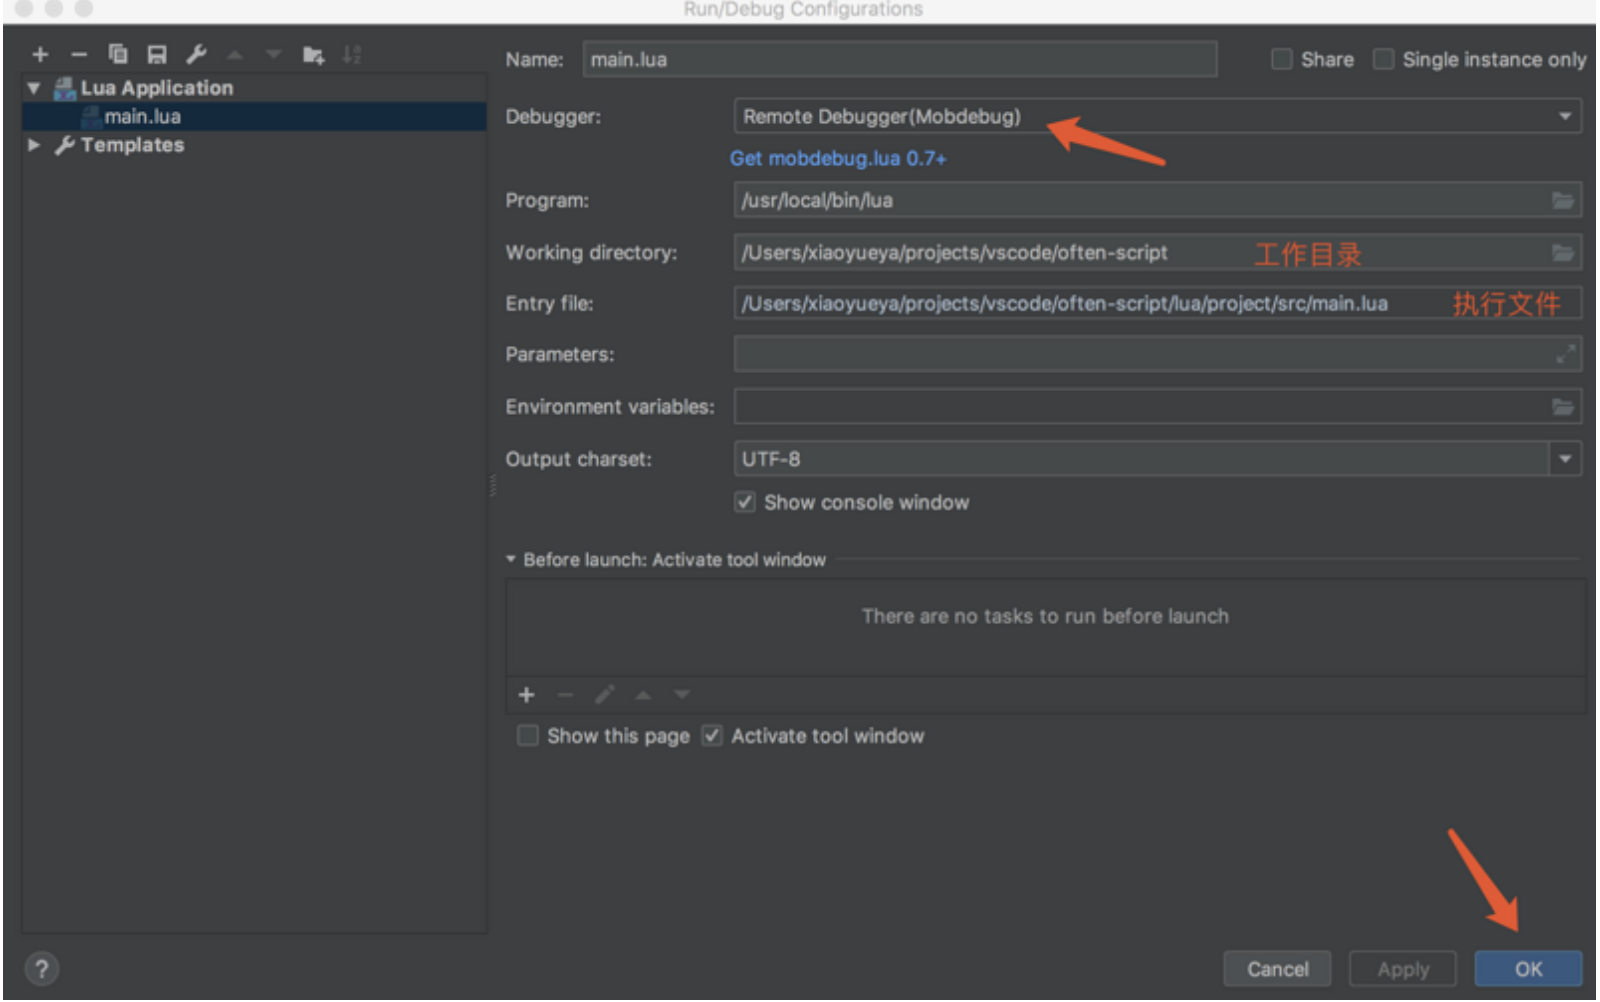 Run/Debug Configurations
Name: main.lua Share Single instance only
Lua Application
main.lua
Templates
Debugger: Remote Debugger(Mobdebug)
Get mobdebug.lua 0.7+
Program: /usr/local/bin/lua
Working directory: /Users/xiaoyueya/projects/vscode/often-script 工作目录
Entry file: /Users/xiaoyueya/projects/vscode/often-script/lua/project/src/main.lua 执行文件
Parameters:
Environment variables:
Output charset: UTF-8
Show console window
Before launch: Activate tool window
There are no tasks to run before launch
Show this page Activate tool window
? Cancel Apply OK